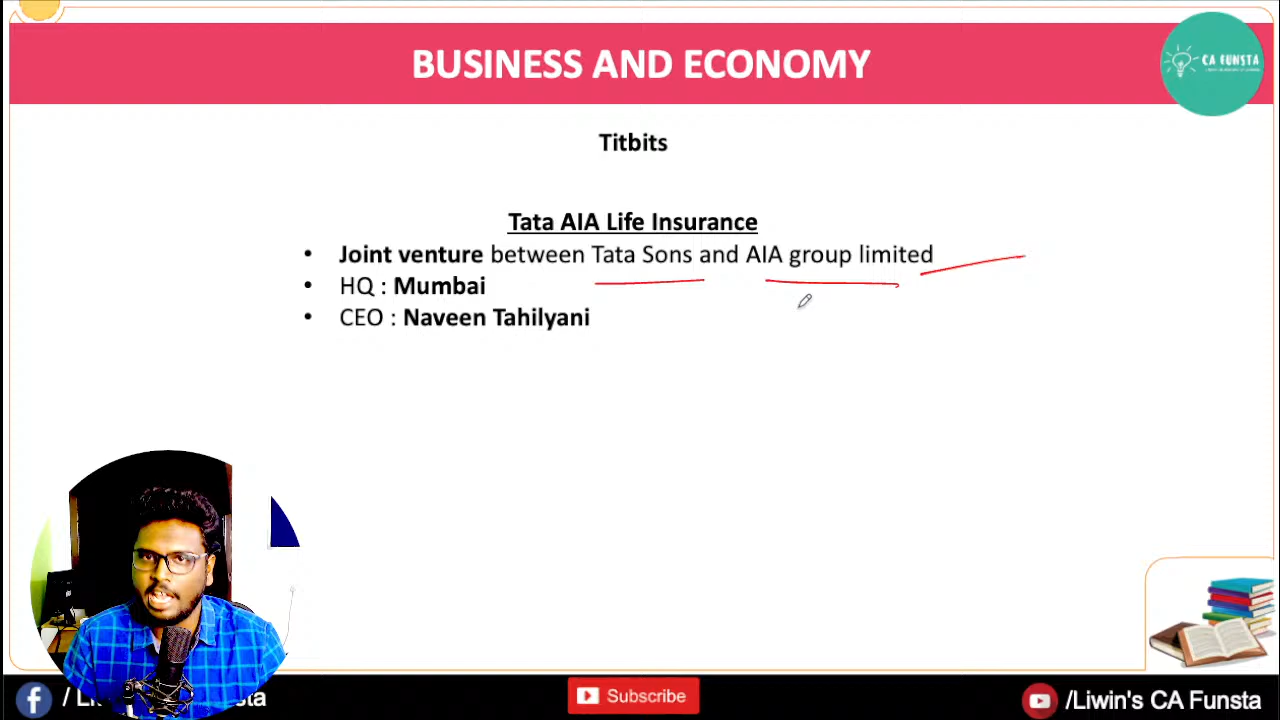 BUSINESS AND ECONOMY
CA FUNSTA
Titbits
Tata AIA Life Insurance
• Joint venture between Tata Sons and AIA group limited
• HQ : Mumbai
• CEO : Naveen Tahilyani
Subscribe
/Liwin's CA Funsta